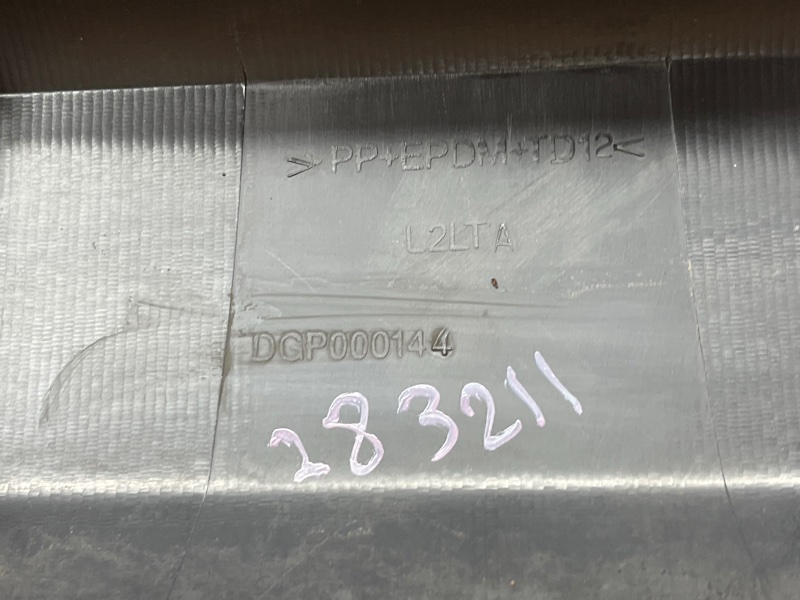 >PP+EPDM+TD12<
L2LTA
DGP000144
283211